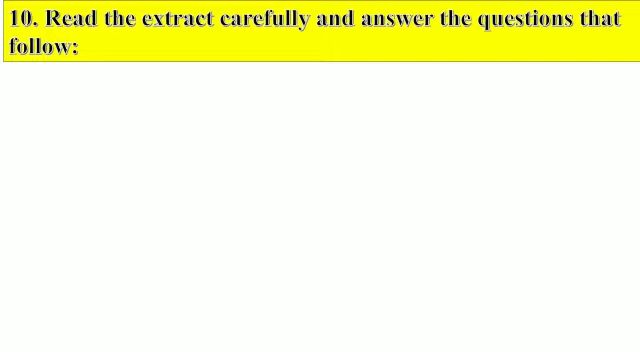 10. Read the extract carefully and answer the questions that
follow: